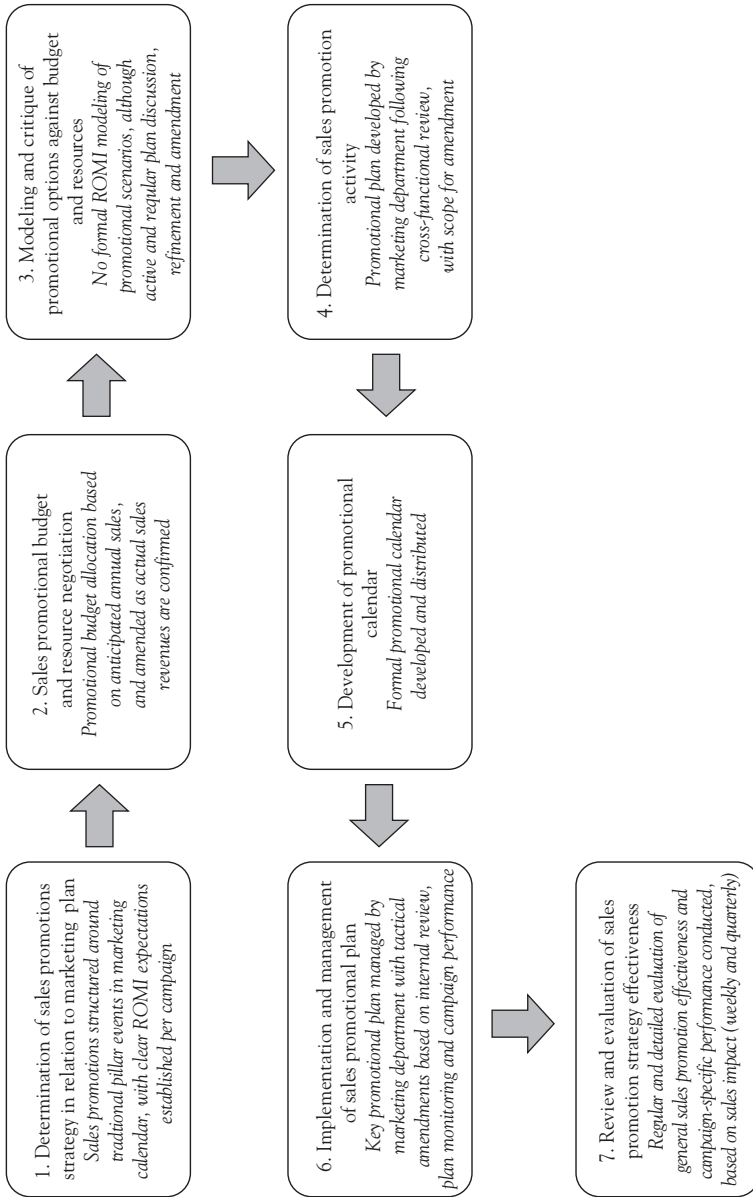 1. Determination of sales promotions
strategy in relation to marketing plan
Sales promotions structured around
tradtional pillar events in marketing
calendar, with clear ROMI expectations
established per campaign
2. Sales promotional budget
and resource negotiation
Promotional budget allocation based
on anticipated annual sales,
and amended as actual sales
revenues are confirmed
3. Modeling and critique of
promotional options against budget
and resources
No formal ROMI modeling of
promotional scenarios, although
active and reqular plan discussion,
refinement and amendment
4. Determination of sales promotion
activity
Promotional plan developed by
marketing department following
cross-functional review,
with scope for amendment
5. Development of promotional
calendar
Formal promotional calendar
developed and distributed
6. Implementation and management
of sales promotional plan
Key promotional plan managed by
marketing department with tactical
amendments based on internal review,
plan monitoring and campaign performance
7. Review and evaluation of sales
promotion strategy effectiveness
Regular and detailed evaluation of
general sales promotion effectiveness and
campaign-specific performance conducted,
based on sales impact (weekly and quarterly)